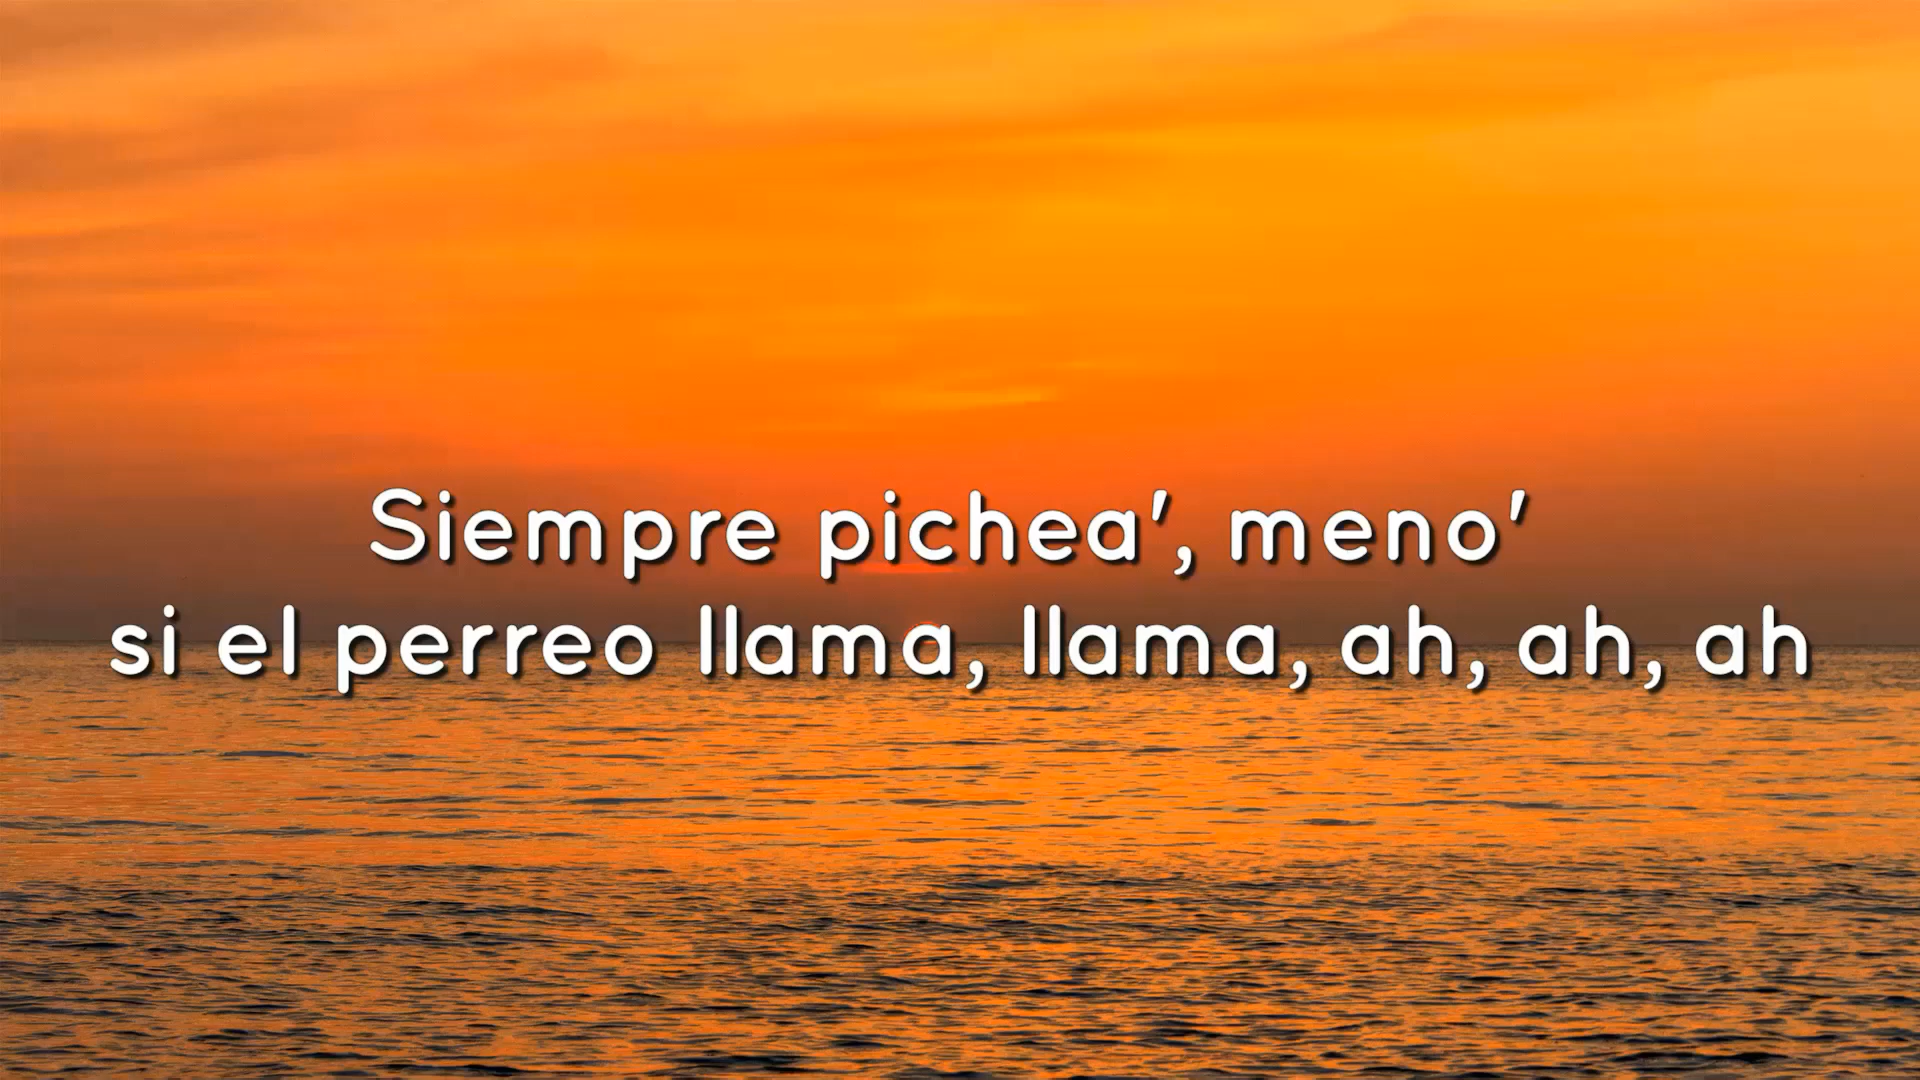 Siempre pichea', meno'
si el perreo llama, llama, ah, ah, ah